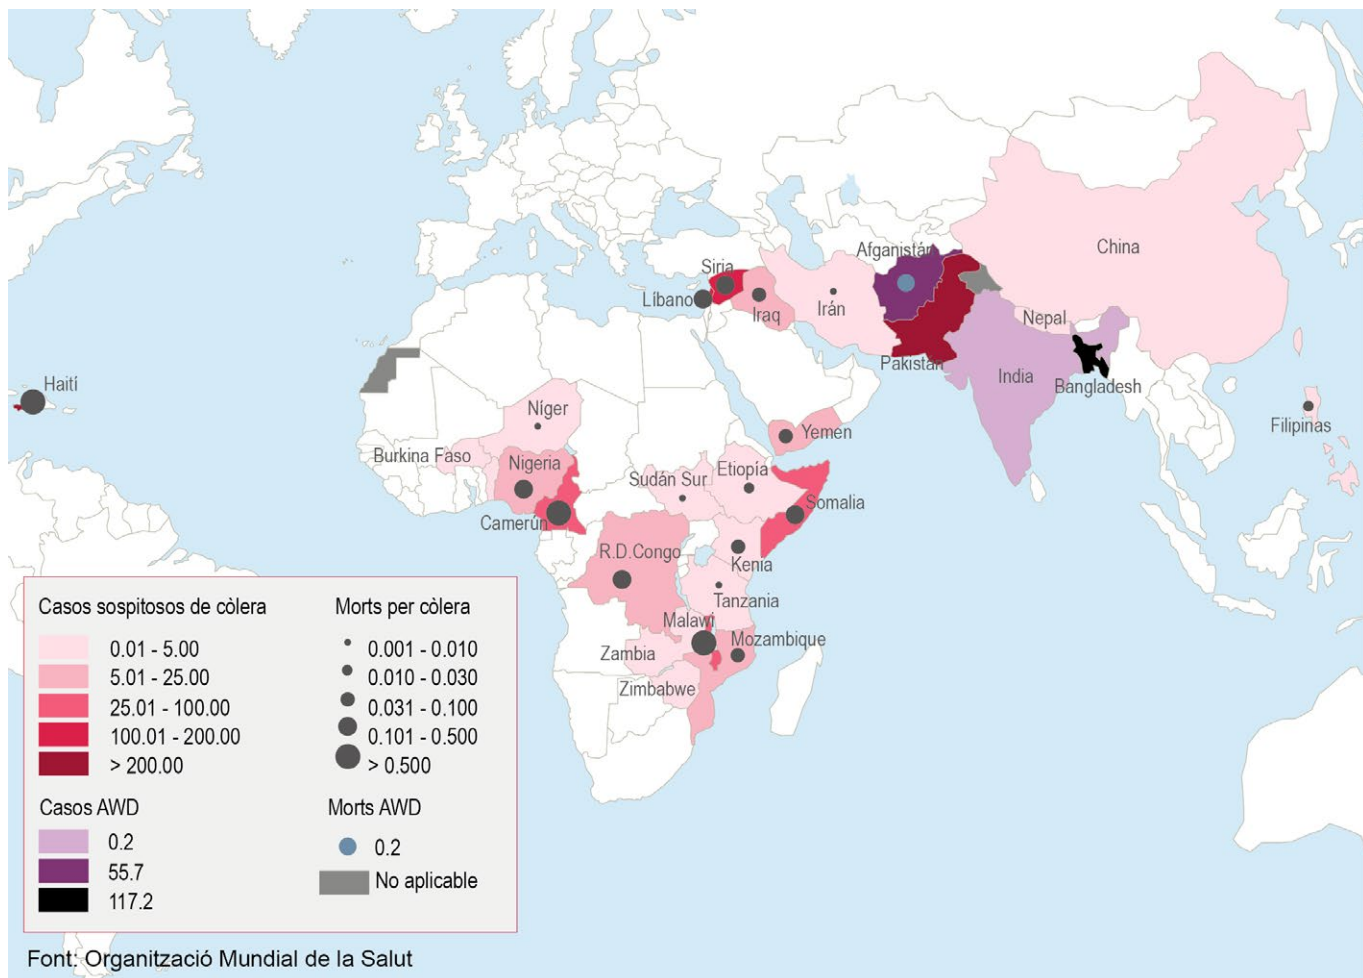 Afganistán
China
Siria
Líbano
Iraq
Irán
Nepal
Pakistán
India
Bangladesh
Haití
Filipinas
Níger
Yemen
Burkina Faso
Nigeria
Sudán Sur
Etiopía
Camerún
Somalia
R.D.Congo
Kenia
Tanzania
Malawi
Mozambique
Zambia
Zimbabwe
Casos sospitosos de còlera
0.01 - 5.00
5.01 - 25.00
25.01 - 100.00
100.01 - 200.00
> 200.00
Morts per còlera
0.001 - 0.010
0.010 - 0.030
0.031 - 0.100
0.101 - 0.500
> 0.500
Casos AWD
0.2
55.7
117.2
Morts AWD
0.2
No aplicable
Font: Organització Mundial de la Salut